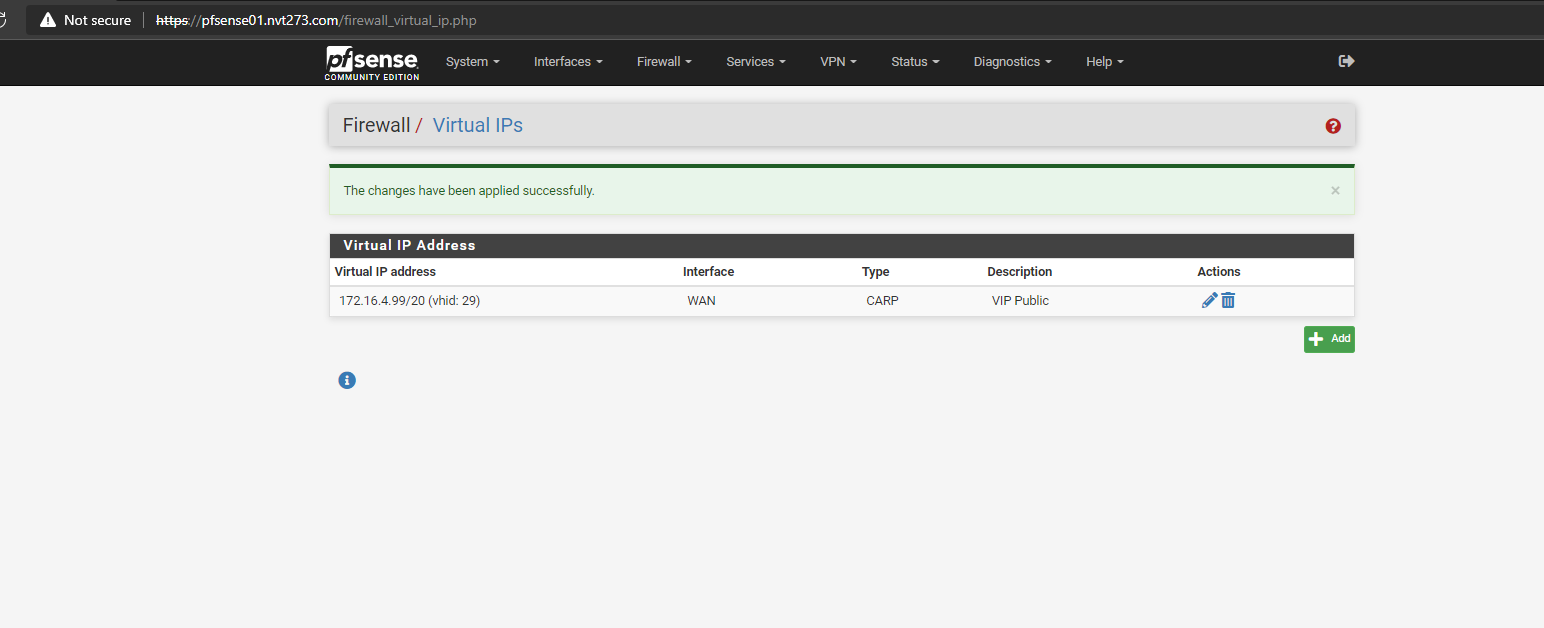 Not secure https://pfsense01.nvt273.com/firewall_virtual_ip.php
pfsense
COMMUNITY EDITION
System Interfaces Firewall Services VPN Status Diagnostics Help
Firewall / Virtual IPs
The changes have been applied successfully.
Virtual IP Address
Virtual IP address Interface Type Description Actions
172.16.4.99/20 (vhid: 29) WAN CARP VIP Public
Add